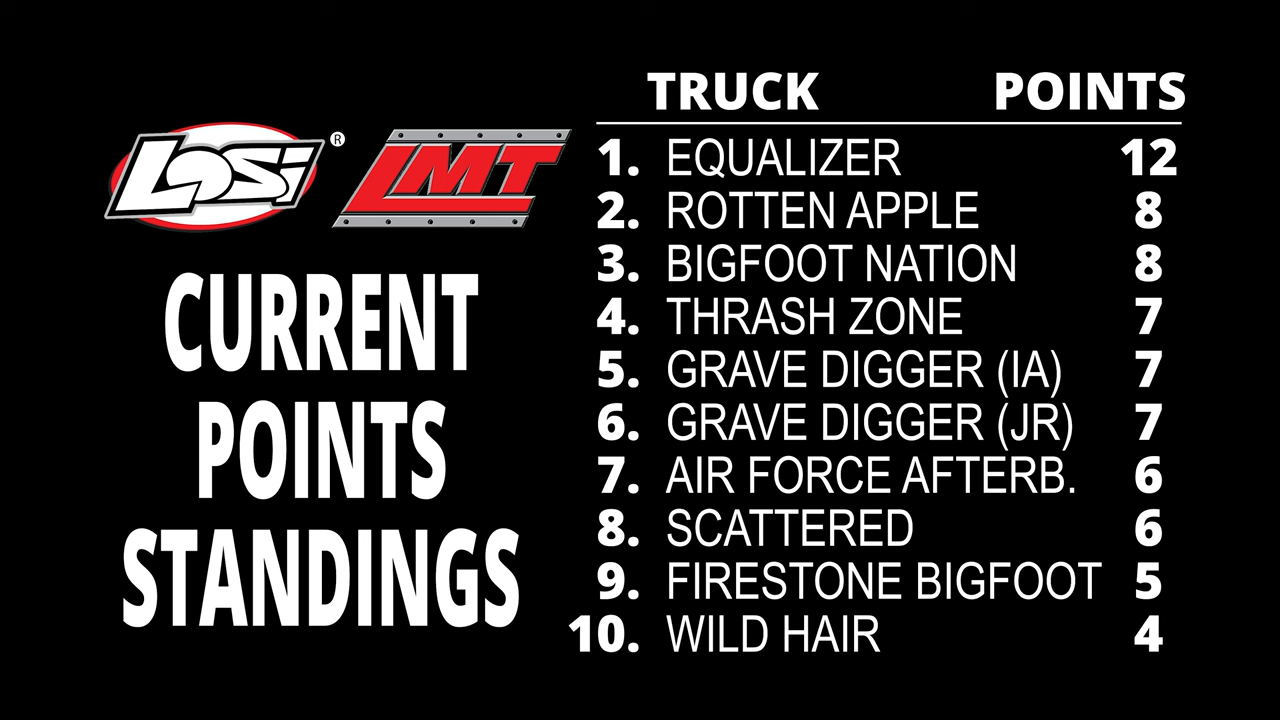 LOSI ® LMT
CURRENT
POINTS
STANDINGS
TRUCK POINTS
1. EQUALIZER 12
2. ROTTEN APPLE 8
3. BIGFOOT NATION 8
4. THRASH ZONE 7
5. GRAVE DIGGER (IA) 7
6. GRAVE DIGGER (JR) 7
7. AIR FORCE AFTERB. 6
8. SCATTERED 6
9. FIRESTONE BIGFOOT 5
10. WILD HAIR 4